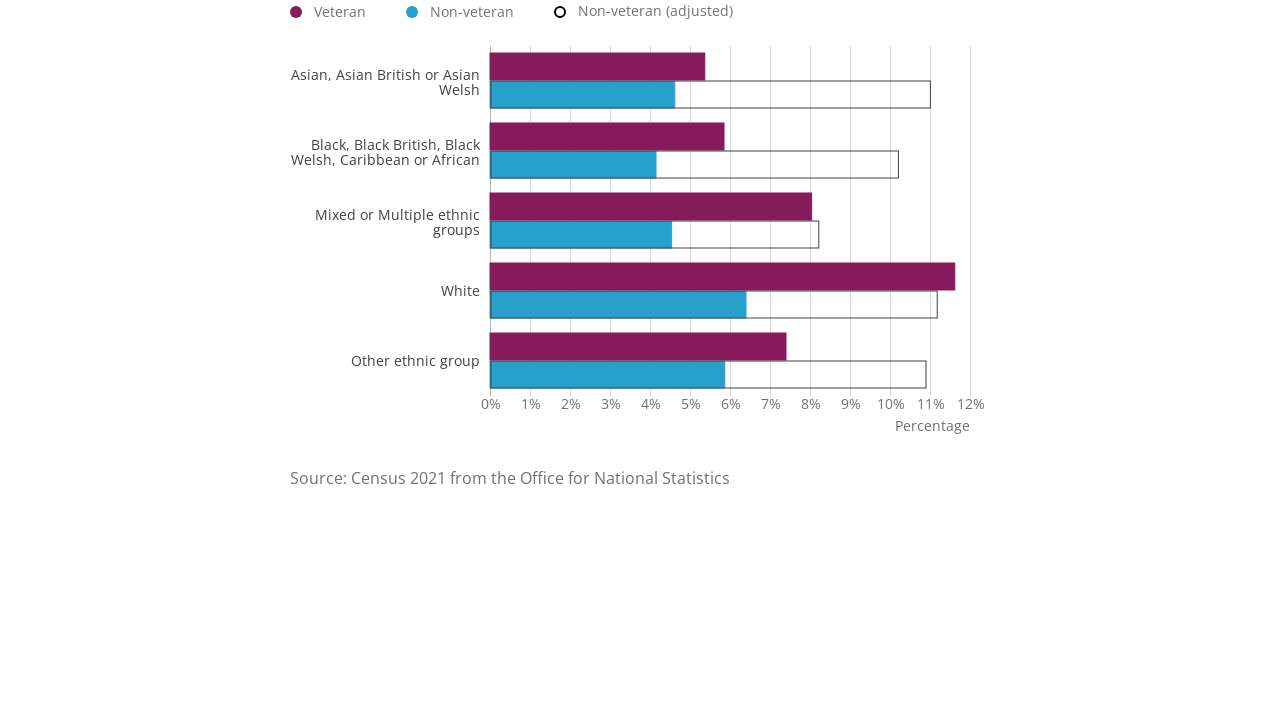 Veteran Non-veteran Non-veteran (adjusted)
Asian, Asian British or Asian
Welsh
Black, Black British, Black
Welsh, Caribbean or African
Mixed or Multiple ethnic
groups
White
Other ethnic group
0% 1% 2% 3% 4% 5% 6% 7% 8% 9% 10% 11% 12%
Percentage
Source: Census 2021 from the Office for National Statistics